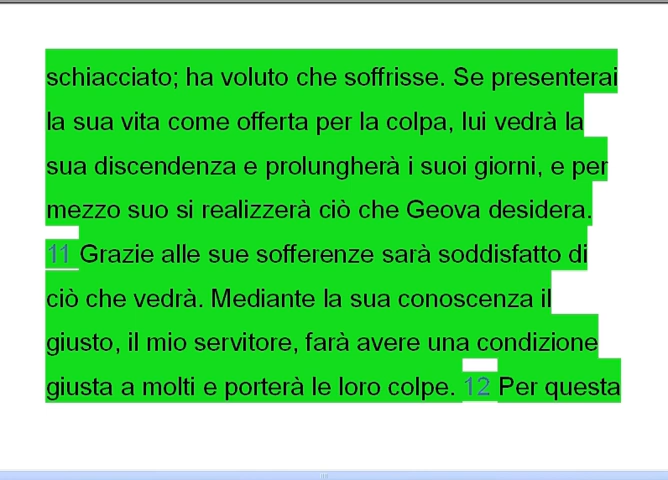 schiacciato; ha voluto che soffrisse. Se presenterai
la sua vita come offerta per la colpa, lui vedrà la
sua discendenza e prolungherà i suoi giorni, e per
mezzo suo si realizzerà ciò che Geova desidera.
11 Grazie alle sue sofferenze sarà soddisfatto di
ciò che vedrà. Mediante la sua conoscenza il
giusto, il mio servitore, farà avere una condizione
giusta a molti e porterà le loro colpe. 12 Per questa